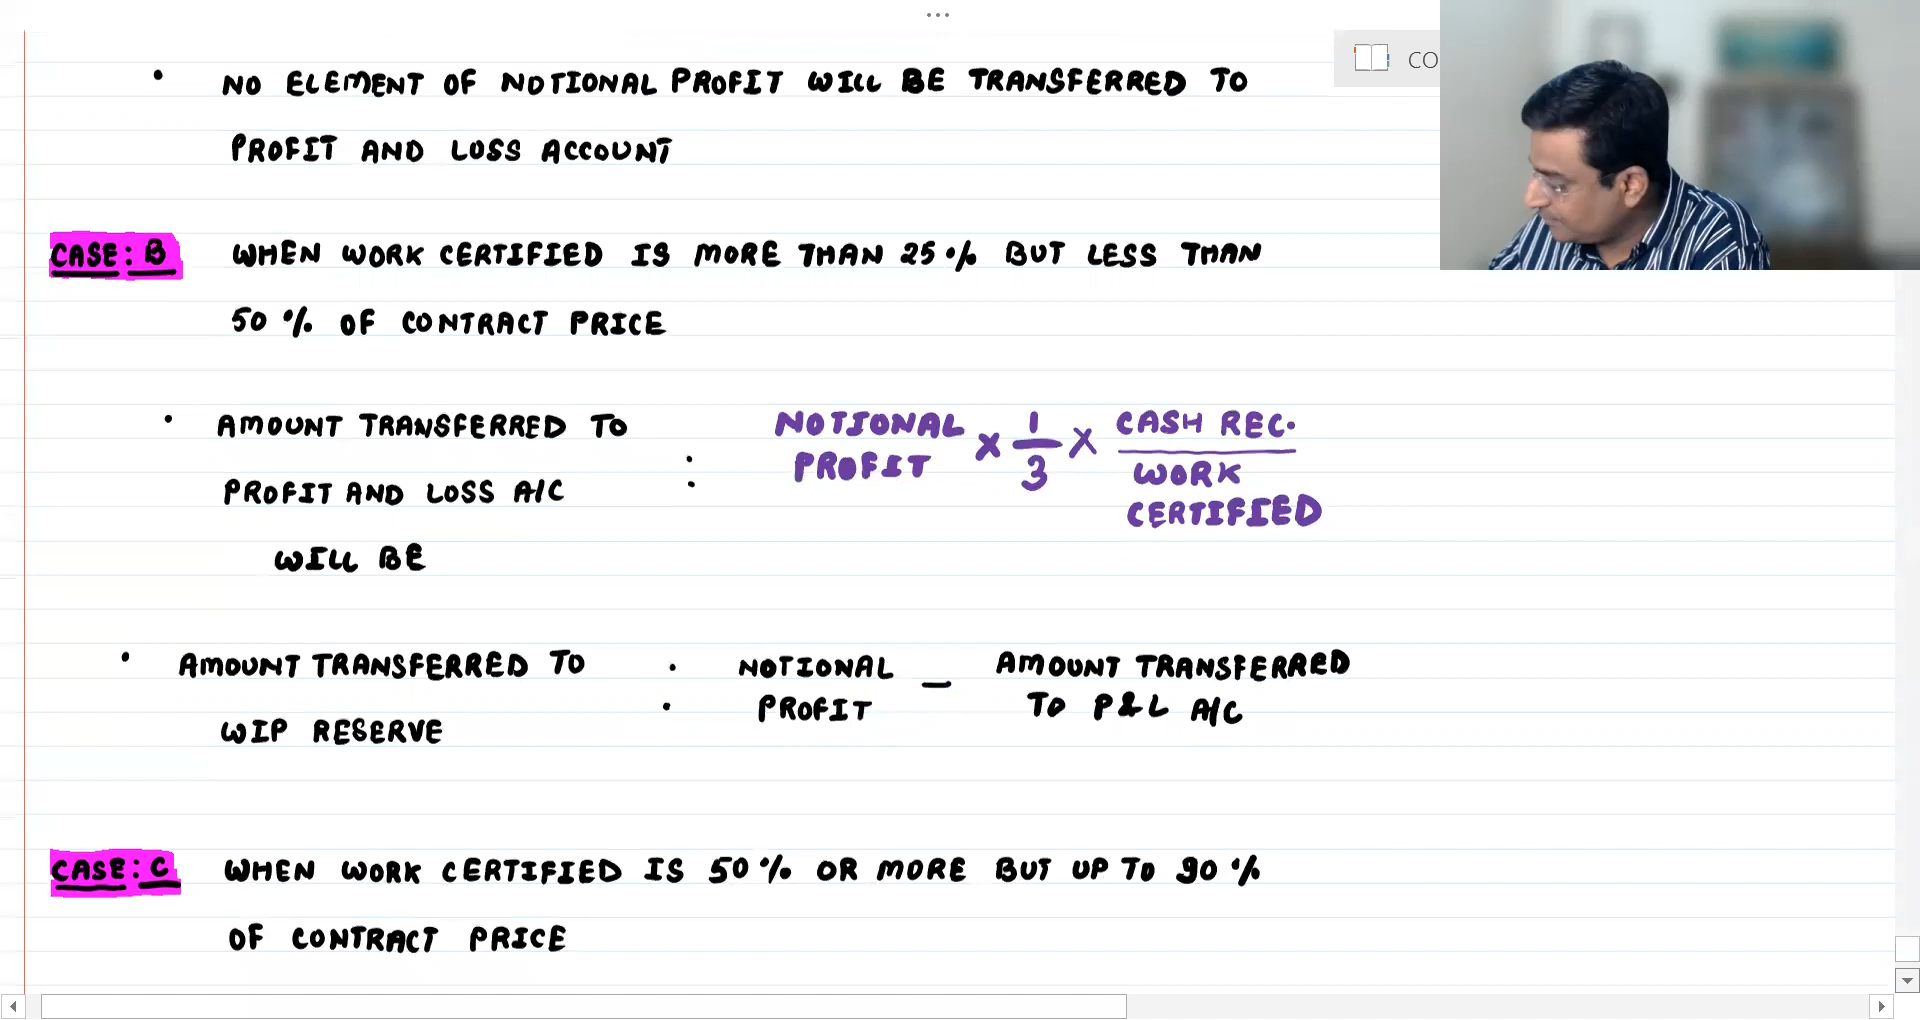 • NO ELEMENT OF NOTIONAL PROFIT WILL BE TRANSFERRED TO
PROFIT AND LOSS ACCOUNT
CO
CASE: B WHEN WORK CERTIFIED IS MORE THAN 25% BUT LESS THAN
50% OF CONTRACT PRICE
• AMOUNT TRANSFERRED TO
PROFIT AND LOSS A/C
WILL BE
: NOTIONAL PROFIT × 1/3 × CASH REC. / WORK CERTIFIED
• AMOUNT TRANSFERRED TO
WIP RESERVE
: NOTIONAL PROFIT – AMOUNT TRANSFERRED TO P&L A/C
CASE: C WHEN WORK CERTIFIED IS 50% OR MORE BUT UP TO 90%
OF CONTRACT PRICE